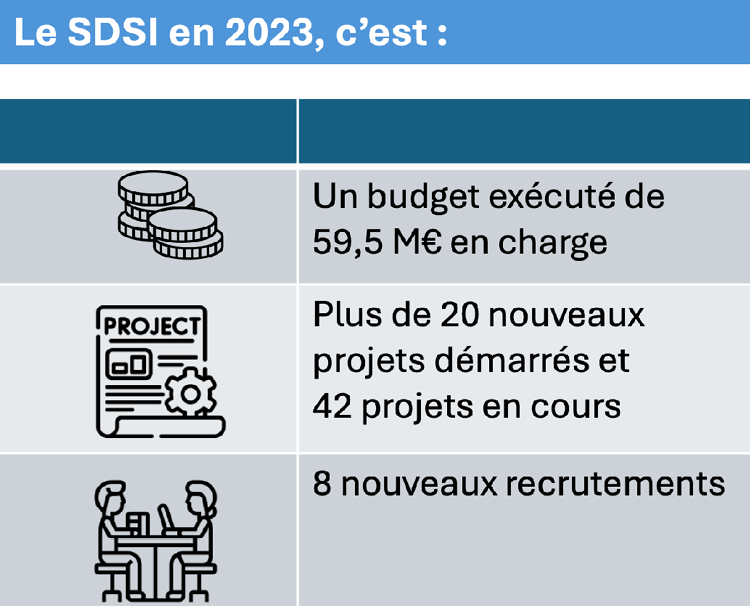 Le SDSI en 2023, c’est :
Un budget exécuté de
59,5 M€ en charge
PROJECT
Plus de 20 nouveaux
projets démarrés et
42 projets en cours
8 nouveaux recrutements